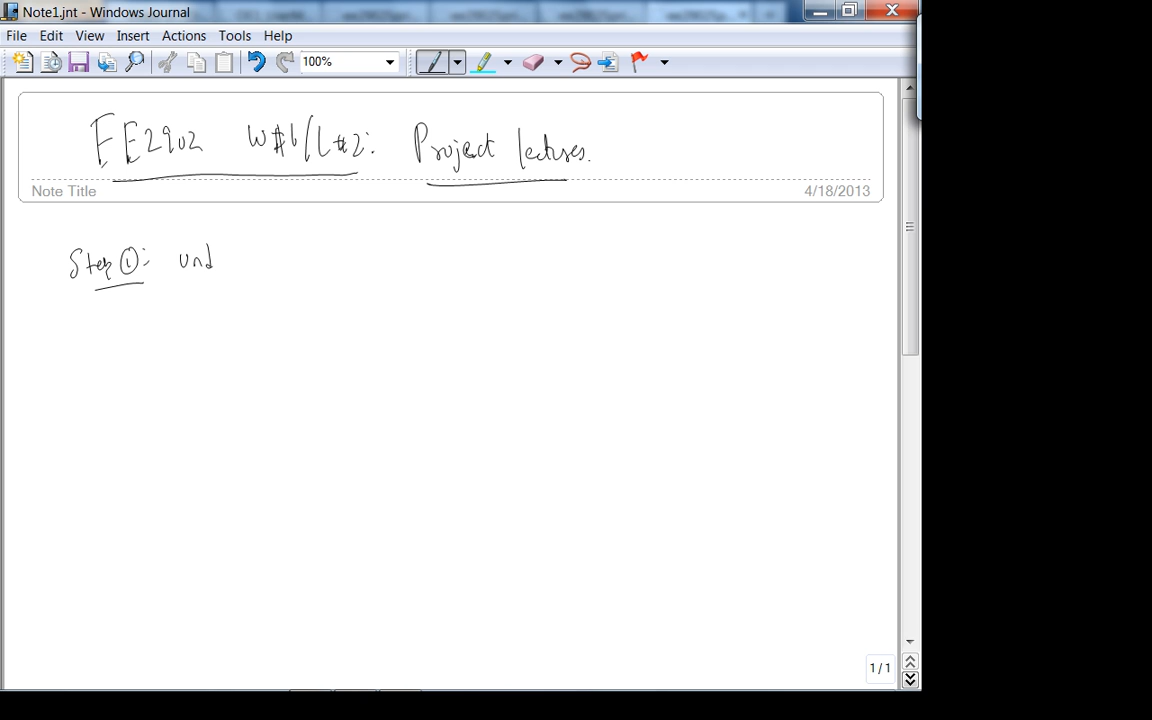 Note1.jnt - Windows Journal
File Edit View Insert Actions Tools Help
100%
EE2902 W#6/L#2: Project lectures.
Note Title 4/18/2013
Step ①: und
1 / 1